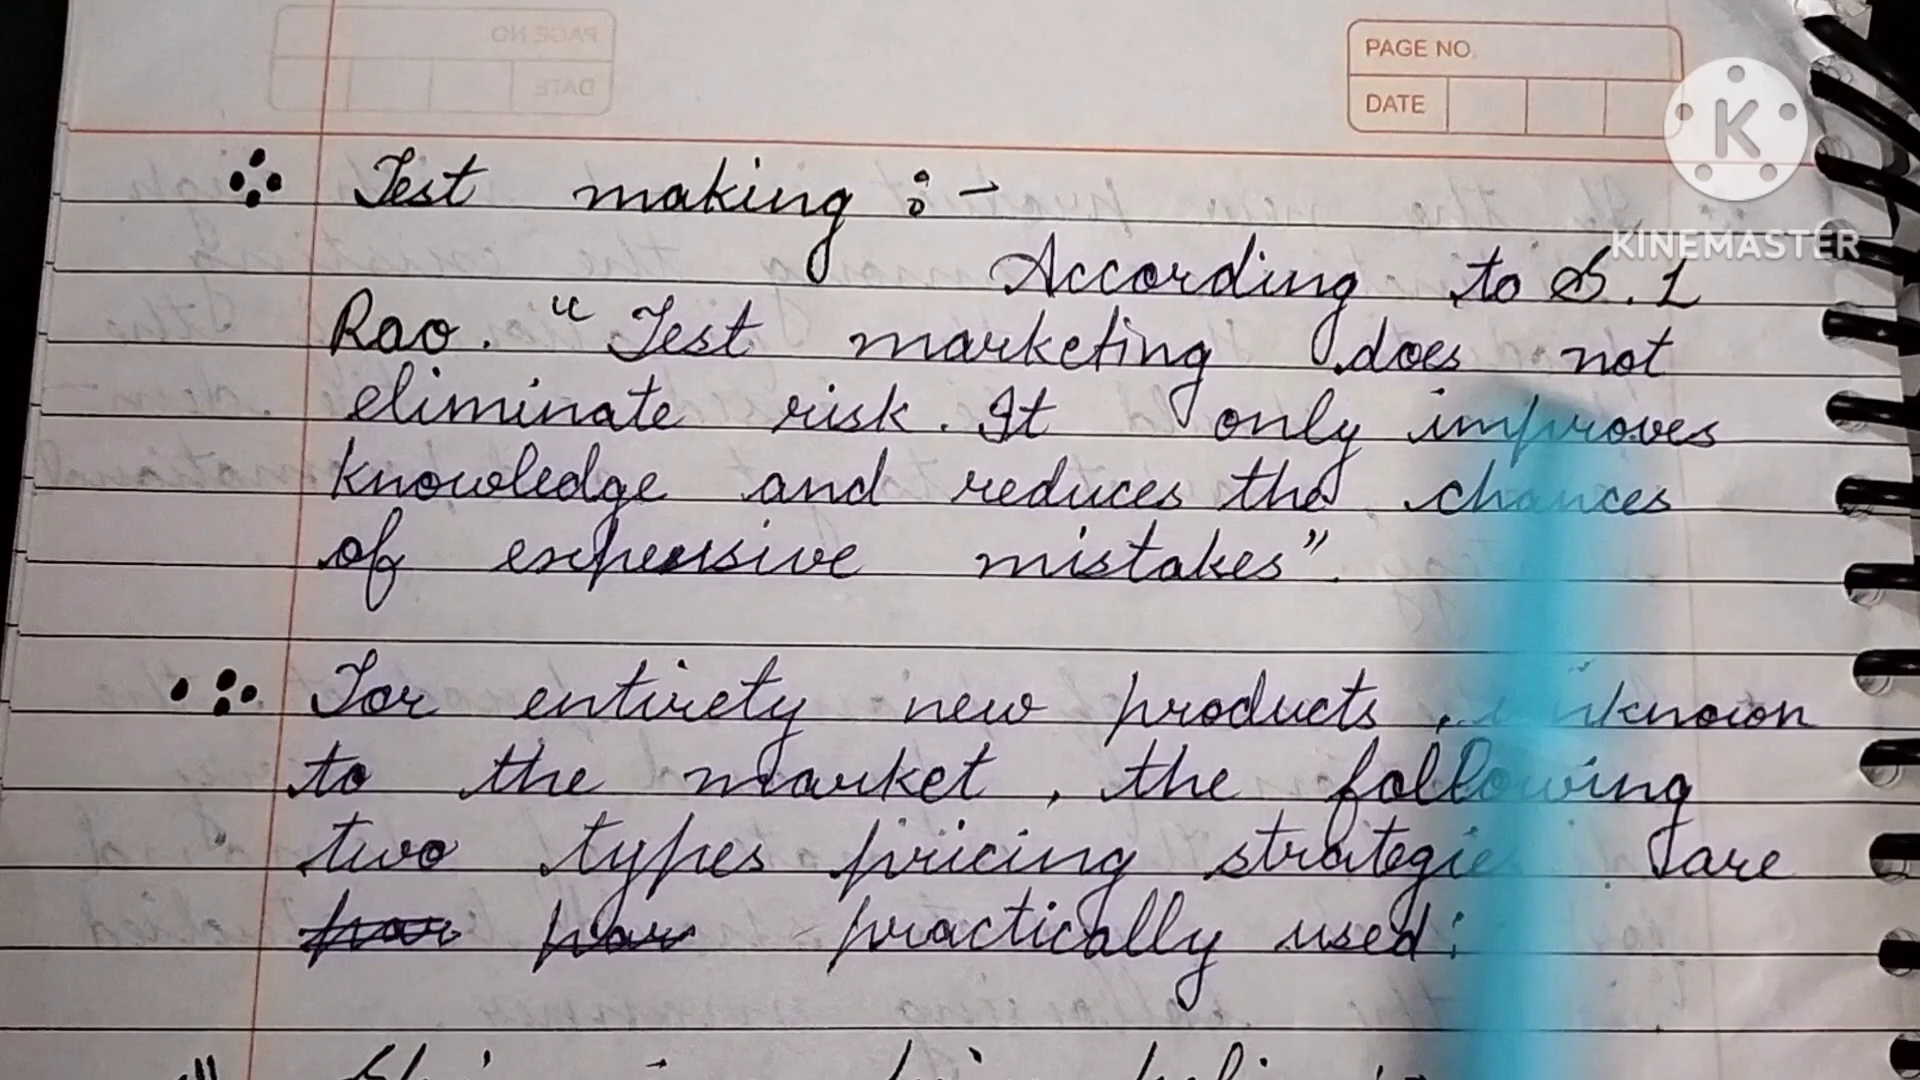 PAGE NO.
DATE
KINEMASTER
Test making :-
According to S. L
Rao. "Test marketing does not
eliminate risk. It only improves
knowledge and reduces the chances
of expensive mistakes".
For entirety new products, unknown
to the market, the following
two types pricing strategies are
practically used: